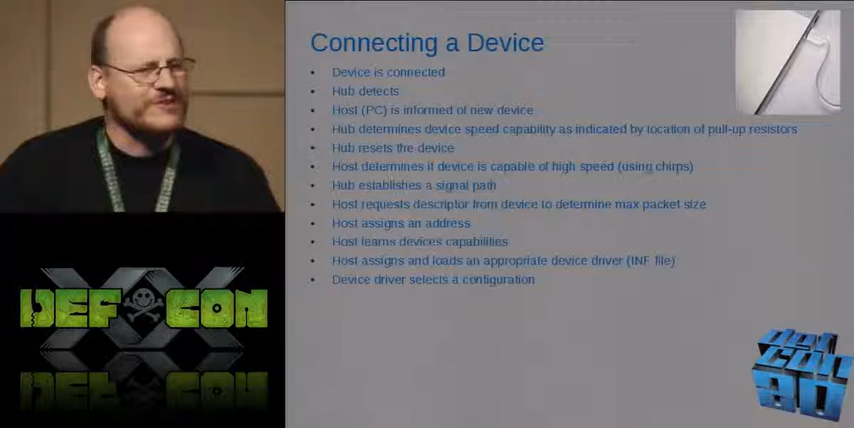 Connecting a Device
• Device is connected
• Hub detects
• Host (PC) is informed of new device
• Hub determines device speed capability as indicated by location of pull-up resistors
• Hub resets the device
• Host determines if device is capable of high speed (using chirps)
• Hub establishes a signal path
• Host requests descriptor from device to determine max packet size
• Host assigns an address
• Host learns devices capabilities
• Host assigns and loads an appropriate device driver (INF file)
• Device driver selects a configuration
XX
DEF CON
def
con
20